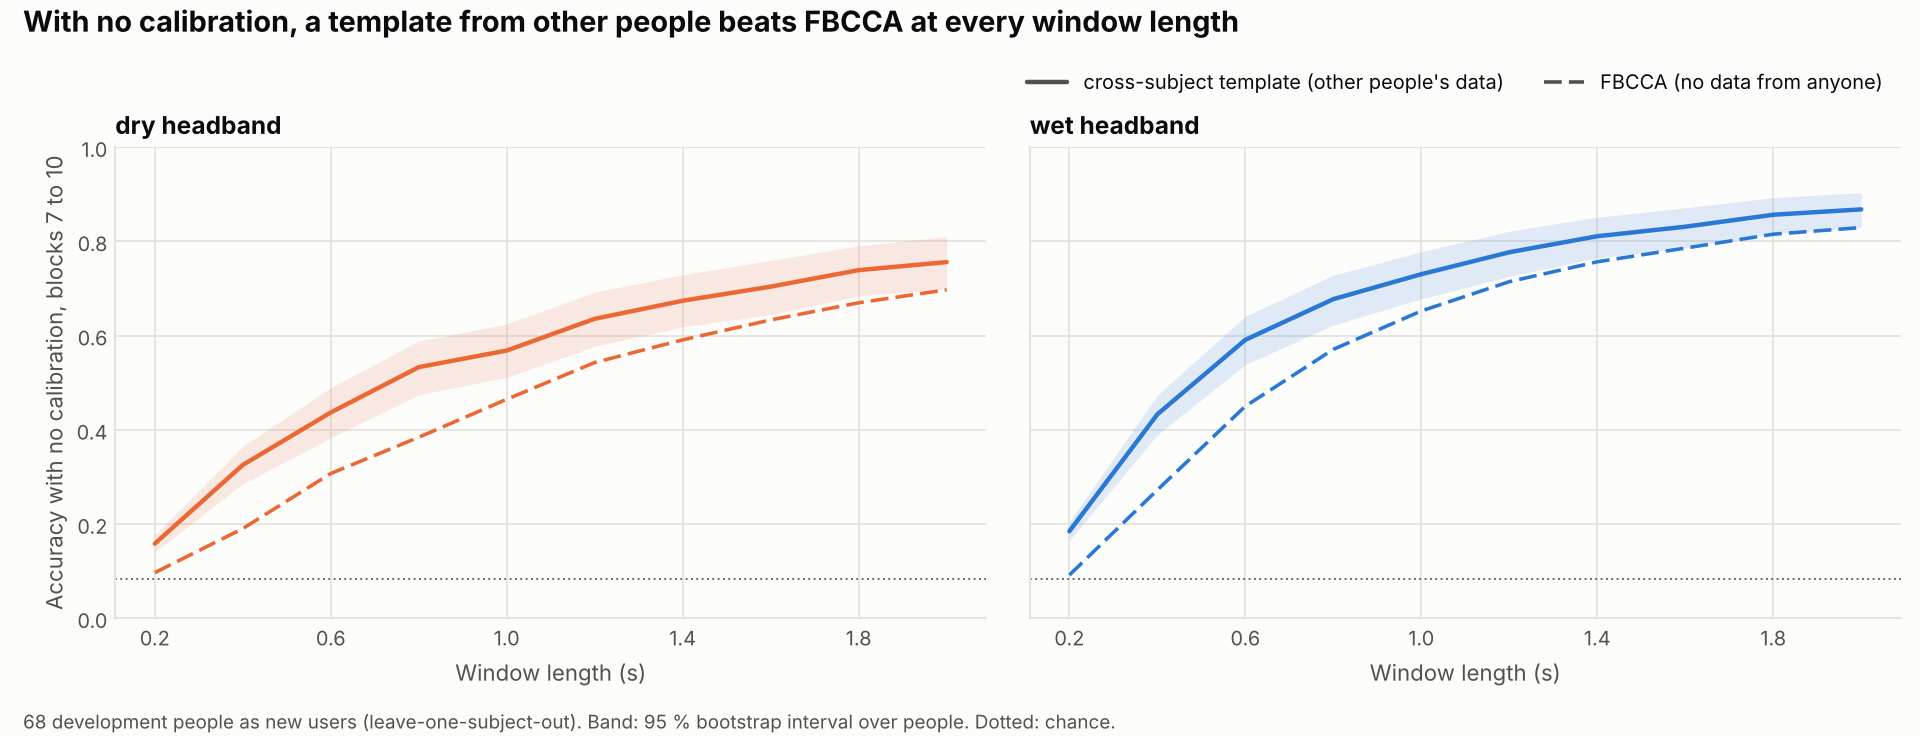 With no calibration, a template from other people beats FBCCA at every window length
cross-subject template (other people's data)
FBCCA (no data from anyone)
dry headband
wet headband
Accuracy with no calibration, blocks 7 to 10
1.0
0.8
0.6
0.4
0.2
0.0
0.2 0.6 1.0 1.4 1.8
0.2 0.6 1.0 1.4 1.8
Window length (s)
Window length (s)
68 development people as new users (leave-one-subject-out). Band: 95 % bootstrap interval over people. Dotted: chance.